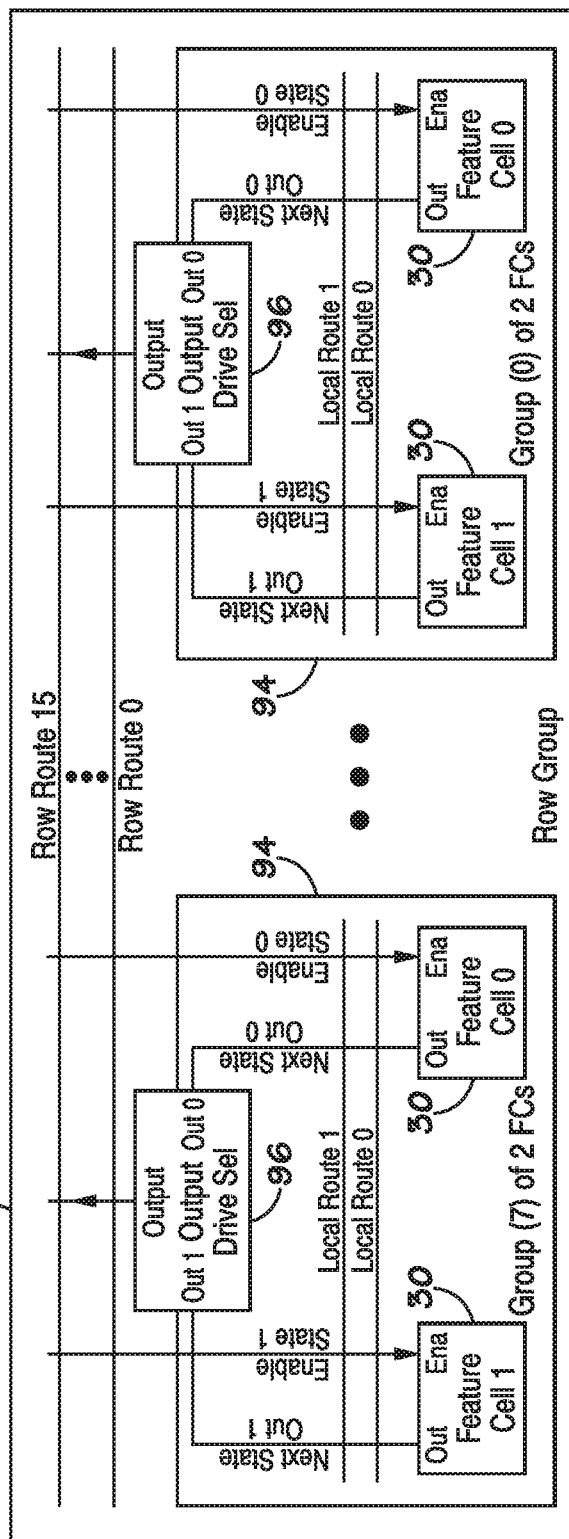 Row Route 15
Row Route 0
94
Output
Out 1 Output Out 0
Drive Sel
96
Next State
Out 1
Enable
State 1
Next State
Out 0
Enable
State 0
Local Route 1
Local Route 0
30
Out Ena
Feature
Cell 1
30
Out Ena
Feature
Cell 0
Group (7) of 2 FCs
94
Output
Out 1 Output Out 0
Drive Sel
96
Next State
Out 1
Enable
State 1
Next State
Out 0
Enable
State 0
Local Route 1
Local Route 0
30
Out Ena
Feature
Cell 1
30
Out Ena
Feature
Cell 0
Group (0) of 2 FCs
Row Group